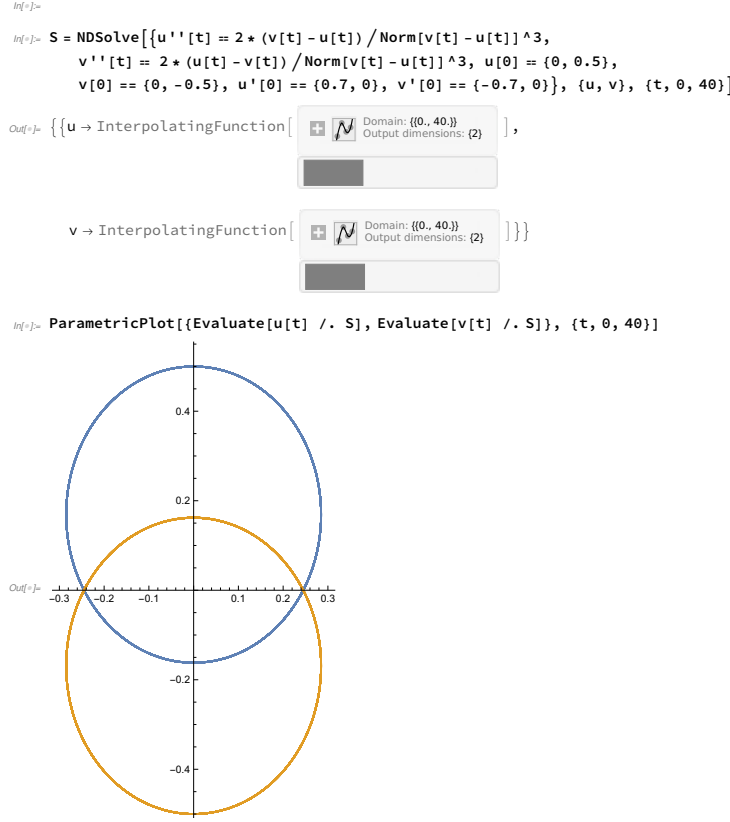 In[◦]:=
In[◦]:= S = NDSolve[{u''[t] == 2 * (v[t] - u[t]) / Norm[v[t] - u[t]]^3,
v''[t] == 2 * (u[t] - v[t]) / Norm[v[t] - u[t]]^3, u[0] == {0, 0.5},
v[0] == {0, -0.5}, u'[0] == {0.7, 0}, v'[0] == {-0.7, 0}}, {u, v}, {t, 0, 40}]
Out[◦]= {{u → InterpolatingFunction[ Domain: {{0., 40.}} ],
Output dimensions: {2}
v → InterpolatingFunction[ Domain: {{0., 40.}} ]}}
Output dimensions: {2}
In[◦]:= ParametricPlot[{Evaluate[u[t] /. S], Evaluate[v[t] /. S]}, {t, 0, 40}]
0.4
0.2
Out[◦]=
-0.3 -0.2 -0.1 0.1 0.2 0.3
-0.2
-0.4